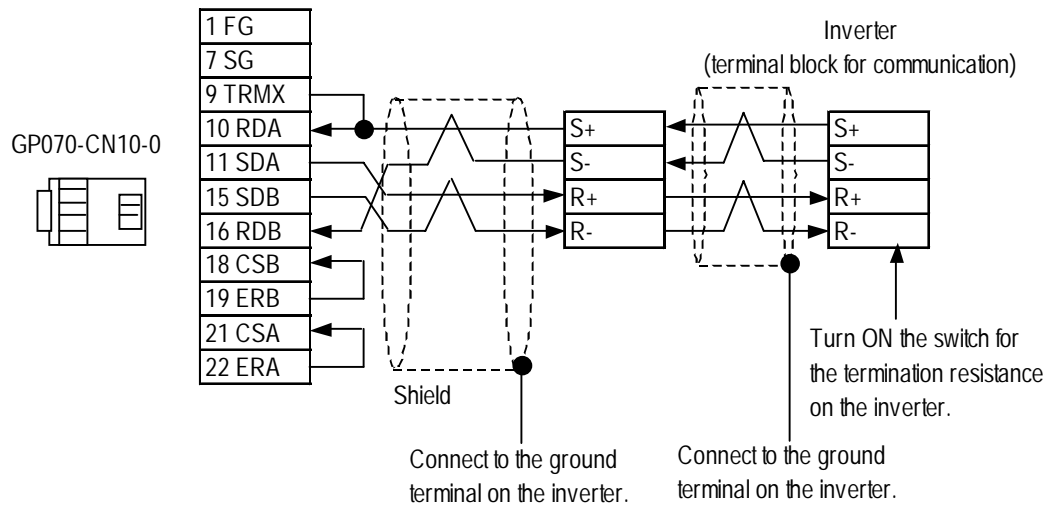 GP070-CN10-0
1 FG
7 SG
9 TRMX
10 RDA
11 SDA
15 SDB
16 RDB
18 CSB
19 ERB
21 CSA
22 ERA
Shield
Connect to the ground
terminal on the inverter.
S+
S-
R+
R-
Inverter
(terminal block for communication)
S+
S-
R+
R-
Turn ON the switch for
the termination resistance
on the inverter.
Connect to the ground
terminal on the inverter.